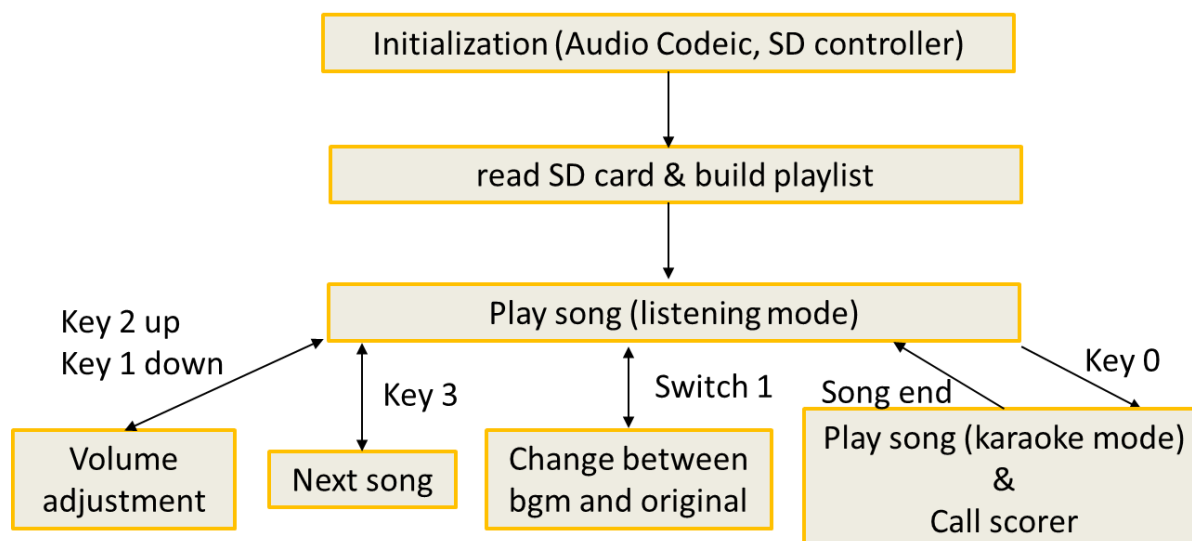 Initialization (Audio Codeic, SD controller)
read SD card & build playlist
Play song (listening mode)
Key 2 up
Key 1 down
Key 3
Switch 1
Song end
Key 0
Volume
adjustment
Next song
Change between
bgm and original
Play song (karaoke mode)
&
Call scorer